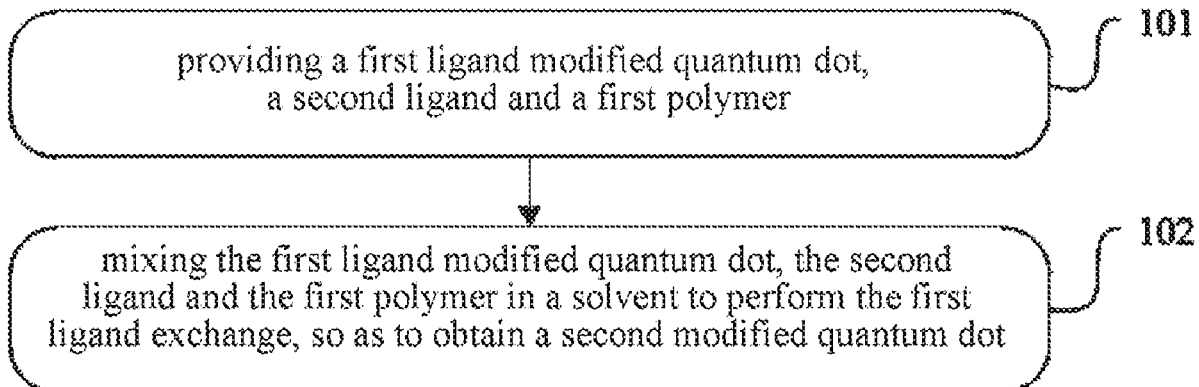 101
providing a first ligand modified quantum dot,
a second ligand and a first polymer
102
mixing the first ligand modified quantum dot, the second
ligand and the first polymer in a solvent to perform the first
ligand exchange, so as to obtain a second modified quantum dot